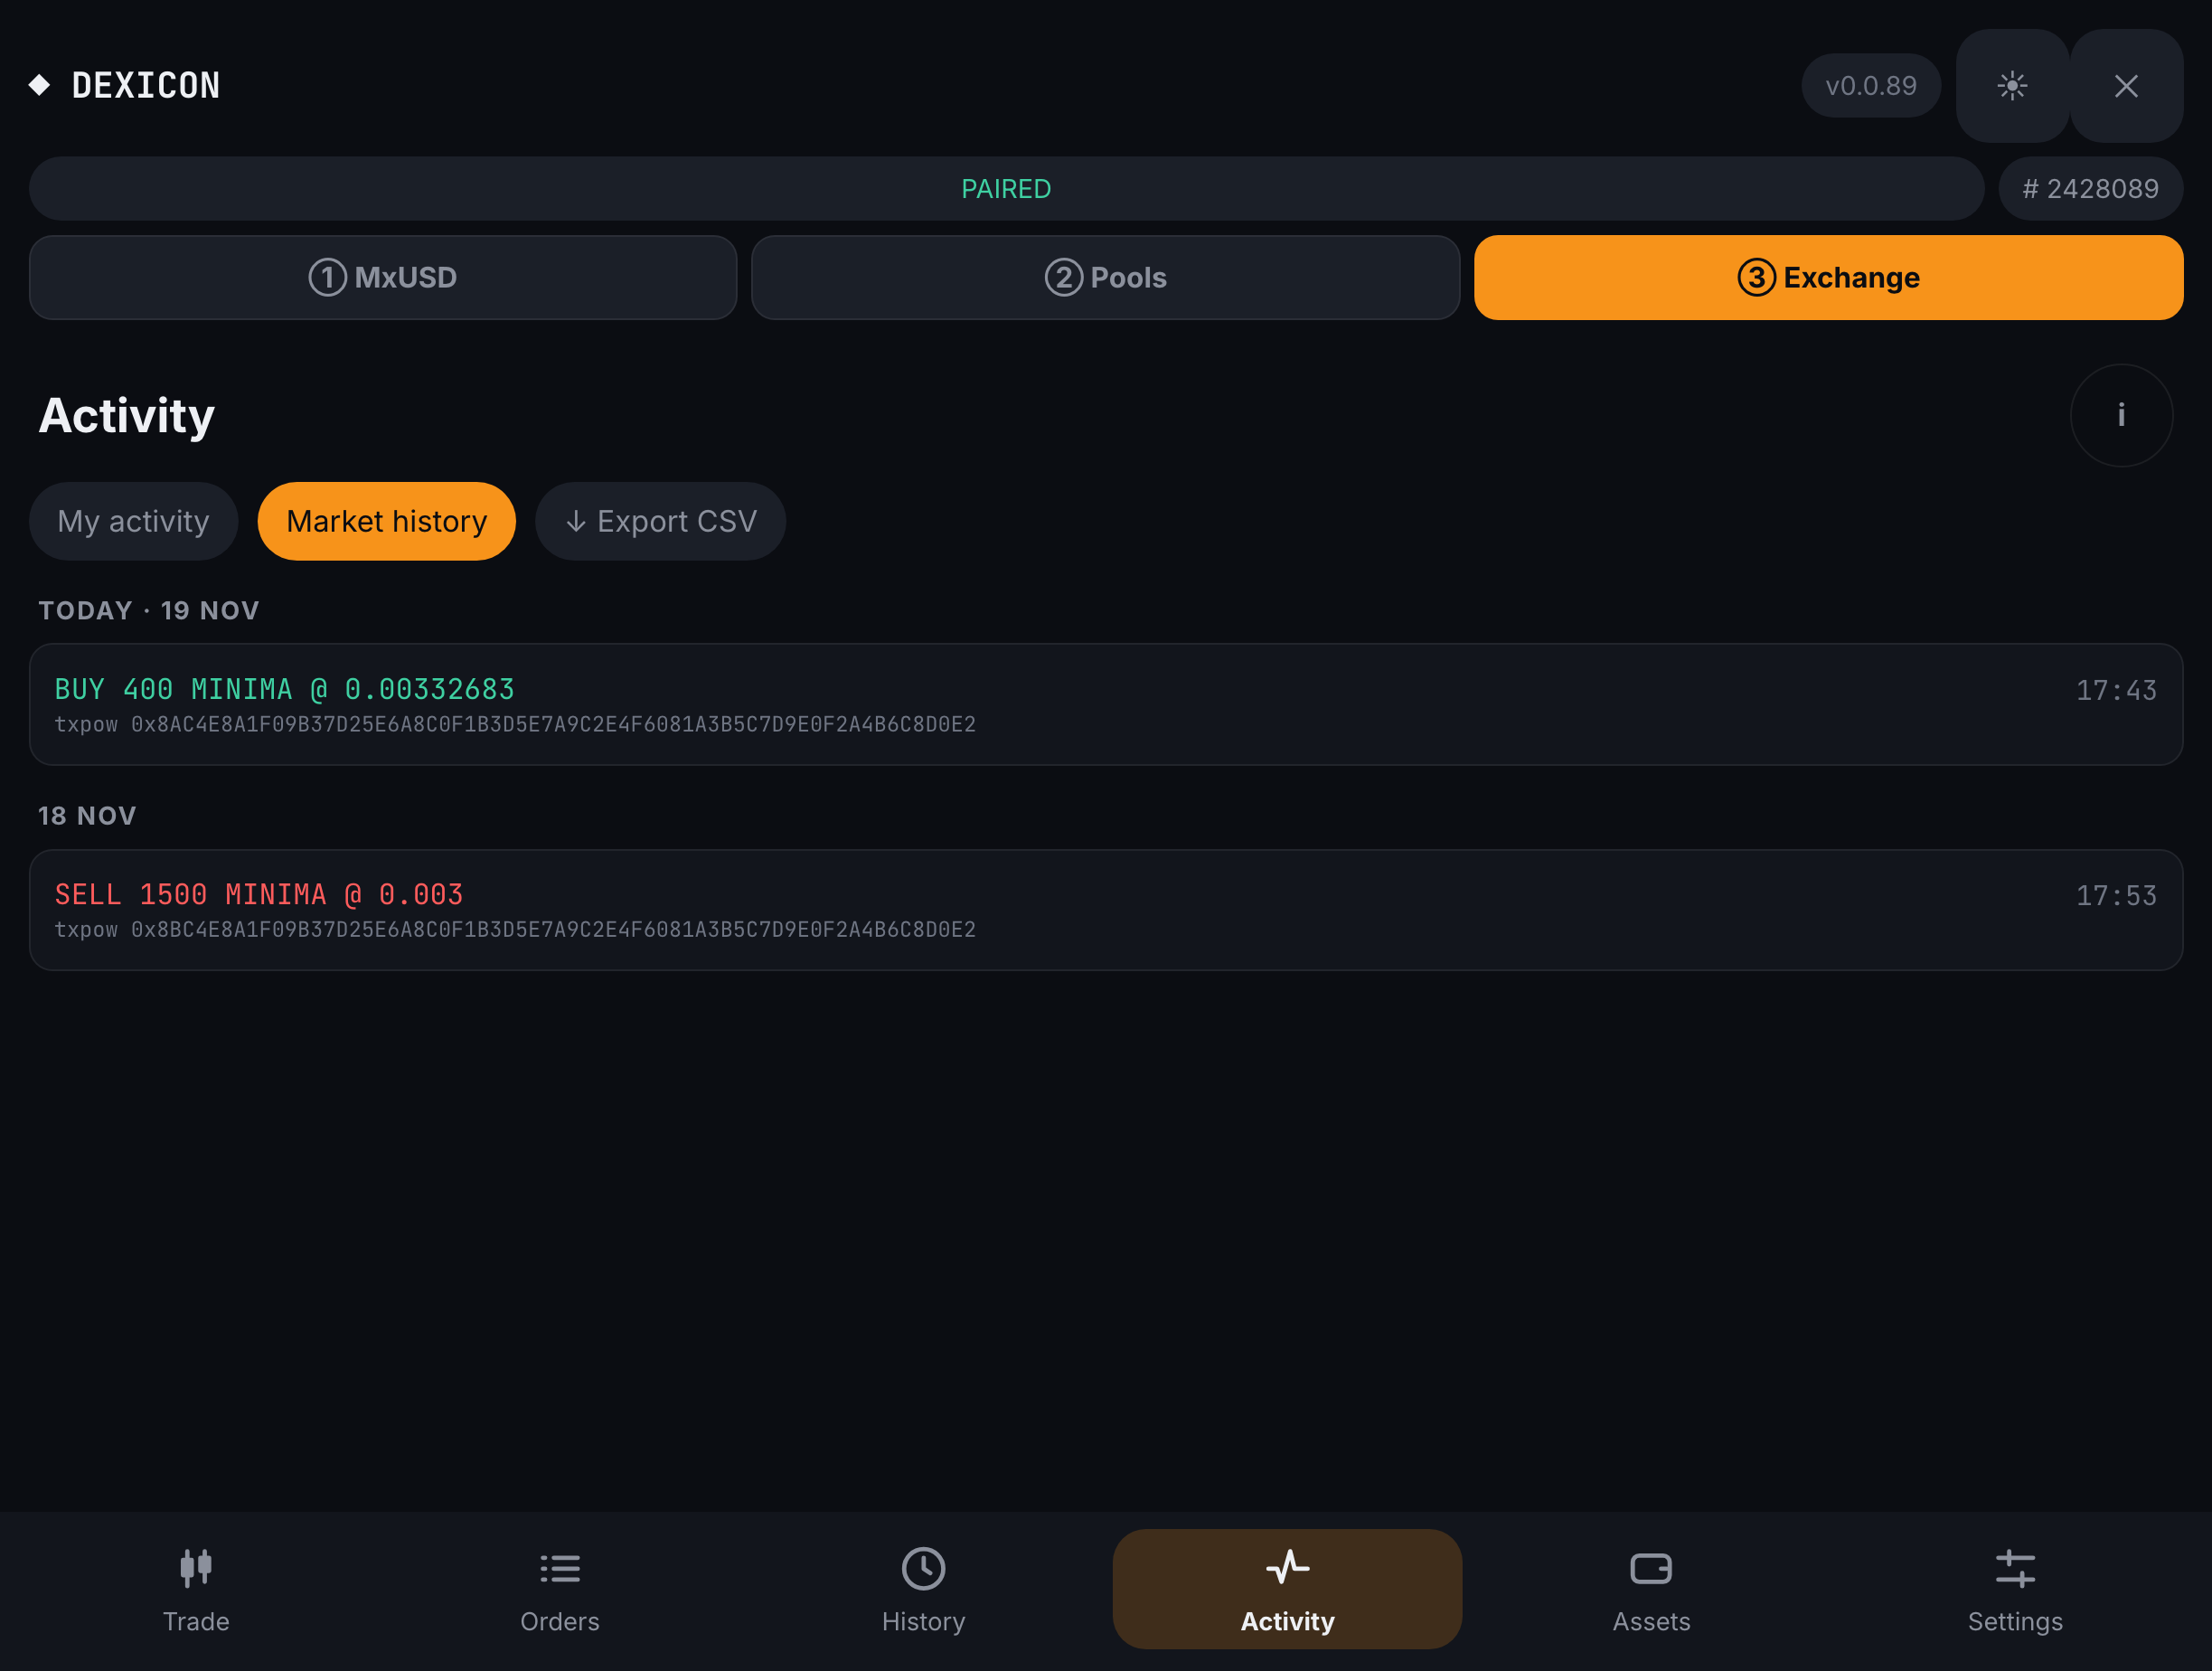 ◆ DEXICON
v0.0.89
PAIRED
# 2428089
① MxUSD
② Pools
③ Exchange
Activity
i
My activity
Market history
↓ Export CSV
TODAY · 19 NOV
BUY 400 MINIMA @ 0.00332683
17:43
txpow 0x8AC4E8A1F09B37D25E6A8C0F1B3D5E7A9C2E4F6081A3B5C7D9E0F2A4B6C8D0E2
18 NOV
SELL 1500 MINIMA @ 0.003
17:53
txpow 0x8BC4E8A1F09B37D25E6A8C0F1B3D5E7A9C2E4F6081A3B5C7D9E0F2A4B6C8D0E2
Trade
Orders
History
Activity
Assets
Settings